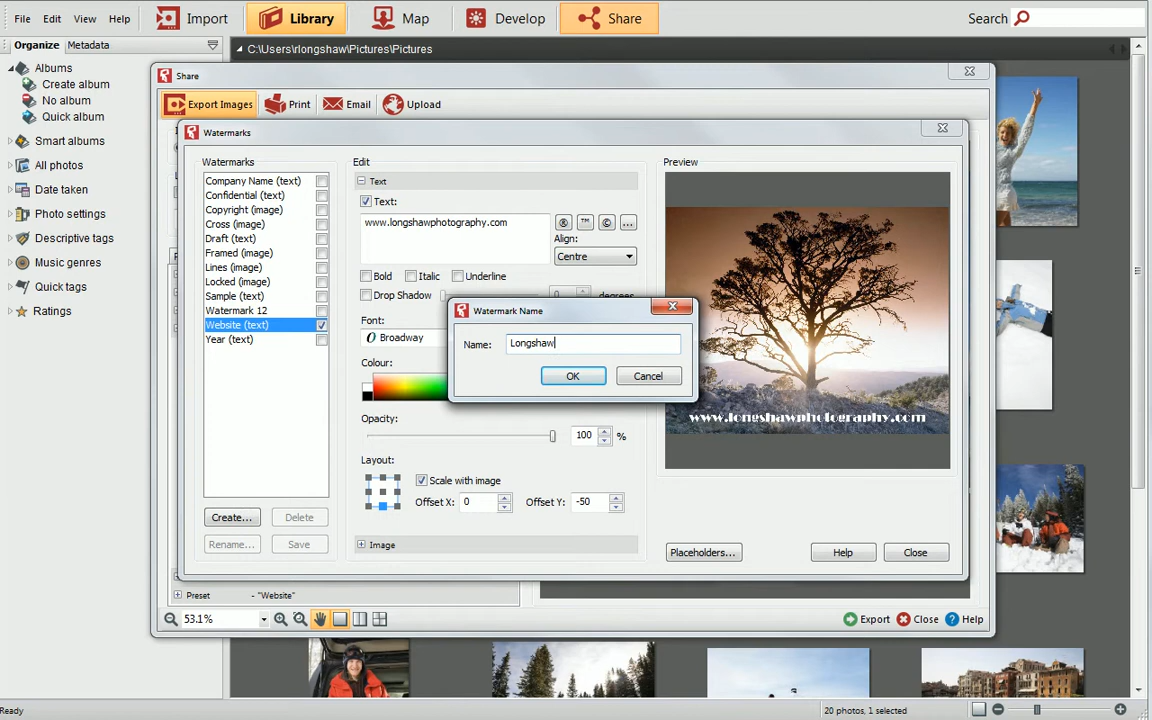 File Edit View Help Import Library Map Develop Share Search
Organize Metadata
C:\Users\rlongshaw\Pictures\Pictures
Albums
Create album
No album
Quick album
Smart albums
All photos
Date taken
Photo settings
Descriptive tags
Music genres
Quick tags
Ratings
Share
Export Images Print Email Upload
Watermarks
Watermarks
Company Name (text)
Confidential (text)
Copyright (image)
Cross (image)
Draft (text)
Framed (image)
Lines (image)
Locked (image)
Sample (text)
Watermark 12
Website (text)
Year (text)
Create... Delete
Rename... Save
Edit
Text
Text:
www.longshawphotography.com
® ™ © ...
Align:
Centre
Bold Italic Underline
Drop Shadow 0 degrees
Font:
Broadway
Colour:
Opacity:
100 %
Layout:
Scale with image
Offset X: 0 Offset Y: -50
Image
Watermark Name
Name: Longshaw
OK Cancel
Preview
www.longshawphotography.com
Placeholders... Help Close
Preset - "Website"
53.1% Export Close Help
Ready 20 photos, 1 selected